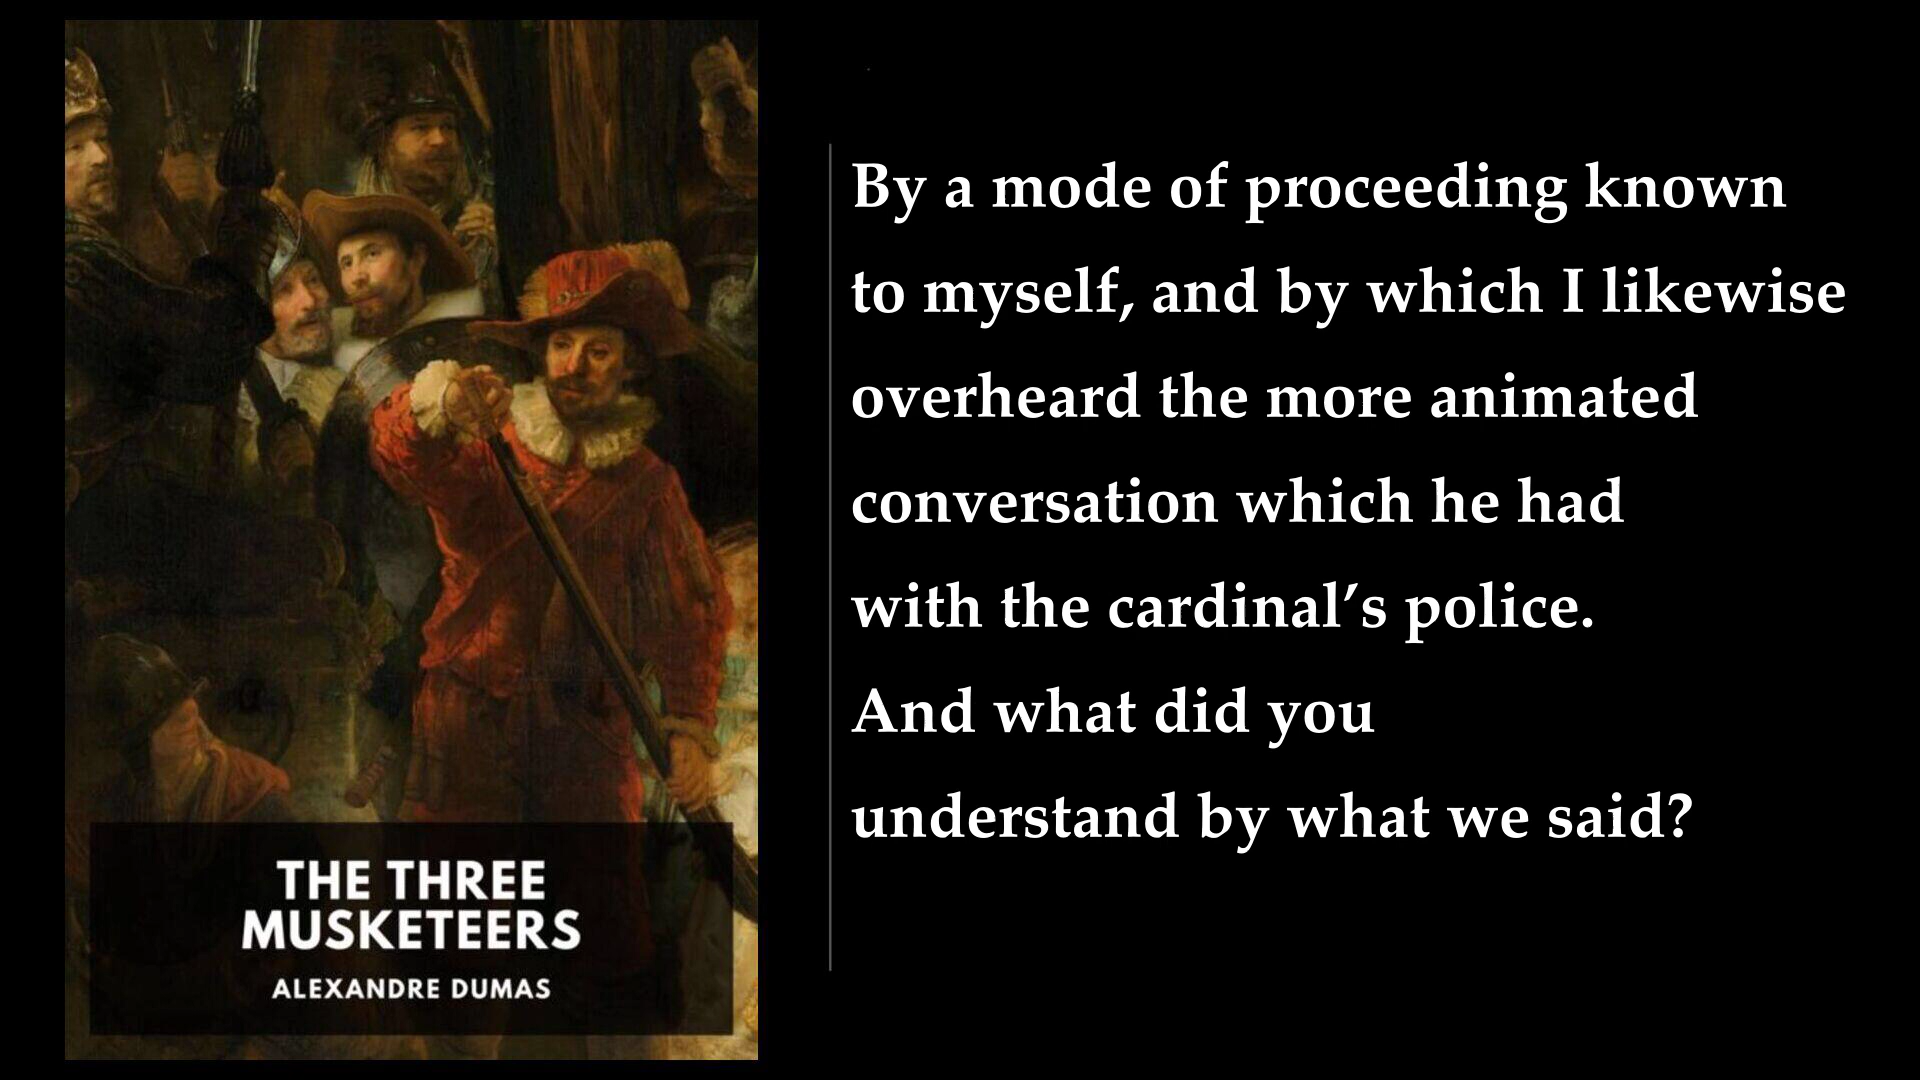 THE THREE
MUSKETEERS
ALEXANDRE DUMAS
By a mode of proceeding known
to myself, and by which I likewise
overheard the more animated
conversation which he had
with the cardinal’s police.
And what did you
understand by what we said?